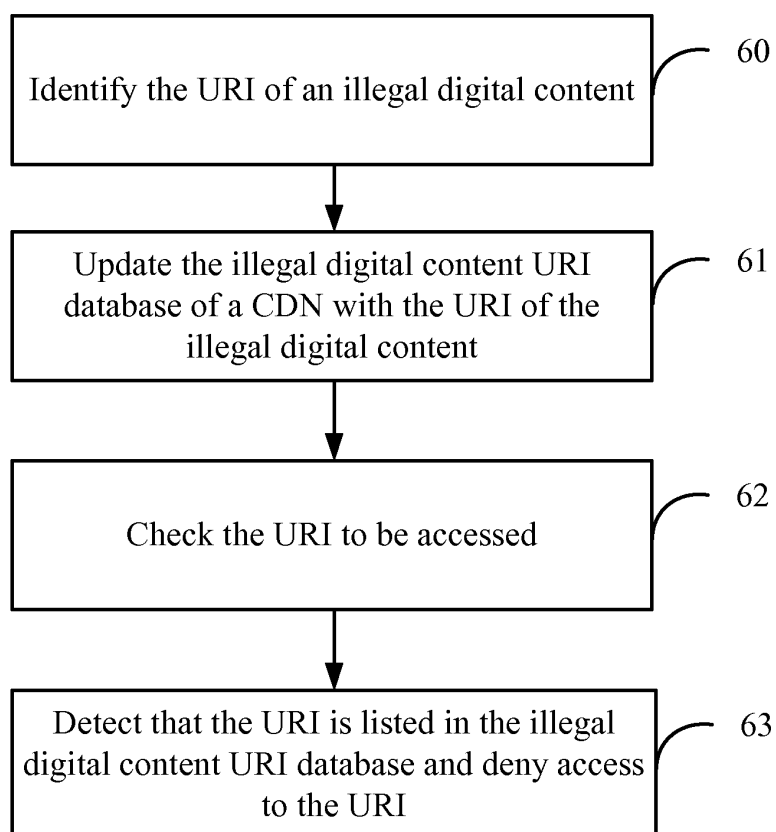 60
Identify the URI of an illegal digital content
61
Update the illegal digital content URI
database of a CDN with the URI of the
illegal digital content
62
Check the URI to be accessed
63
Detect that the URI is listed in the illegal
digital content URI database and deny access
to the URI